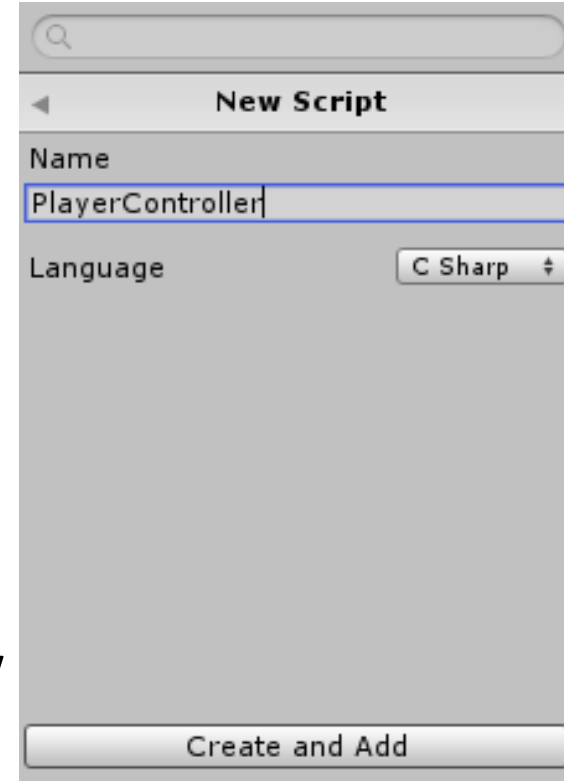 New Script
Name
PlayerController
Language
C Sharp
Create and Add